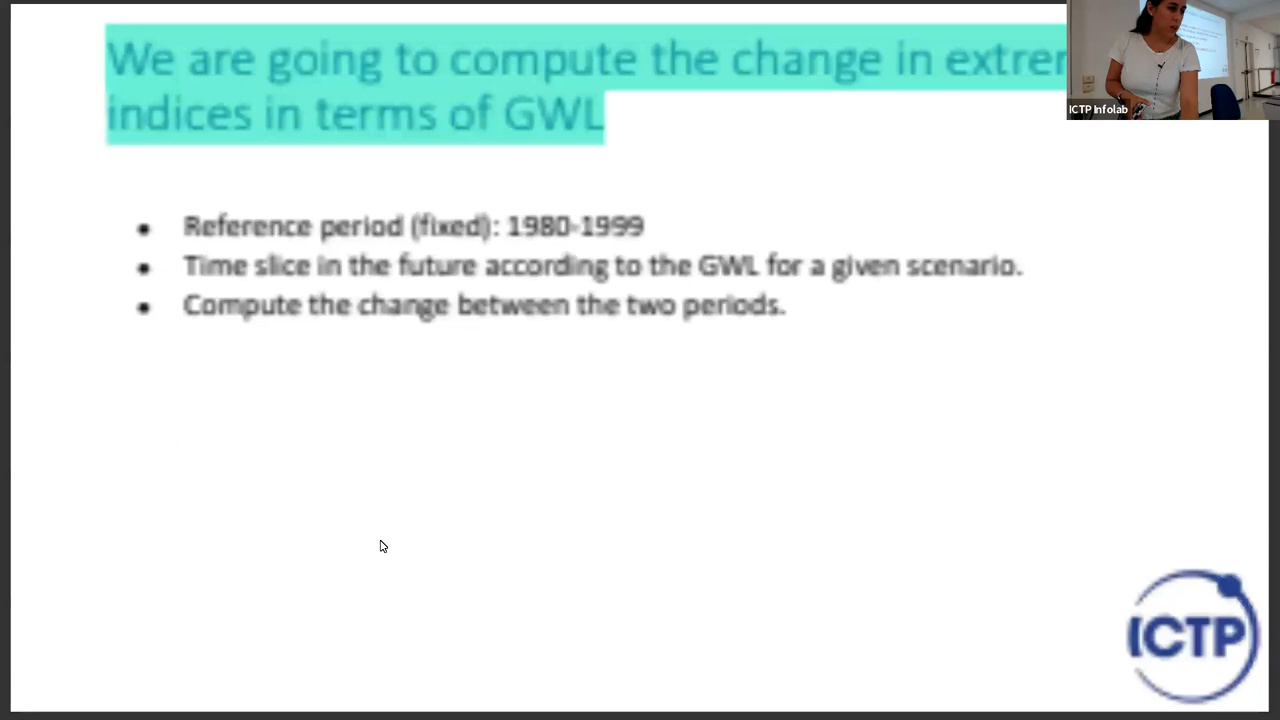 We are going to compute the change in
indices in terms of GWL
ICTP Infolab
• Reference period (fixed): 1980-1999
• Time slice in the future according to the GWL for a given scenario.
• Compute the change between the two periods.
ICTP